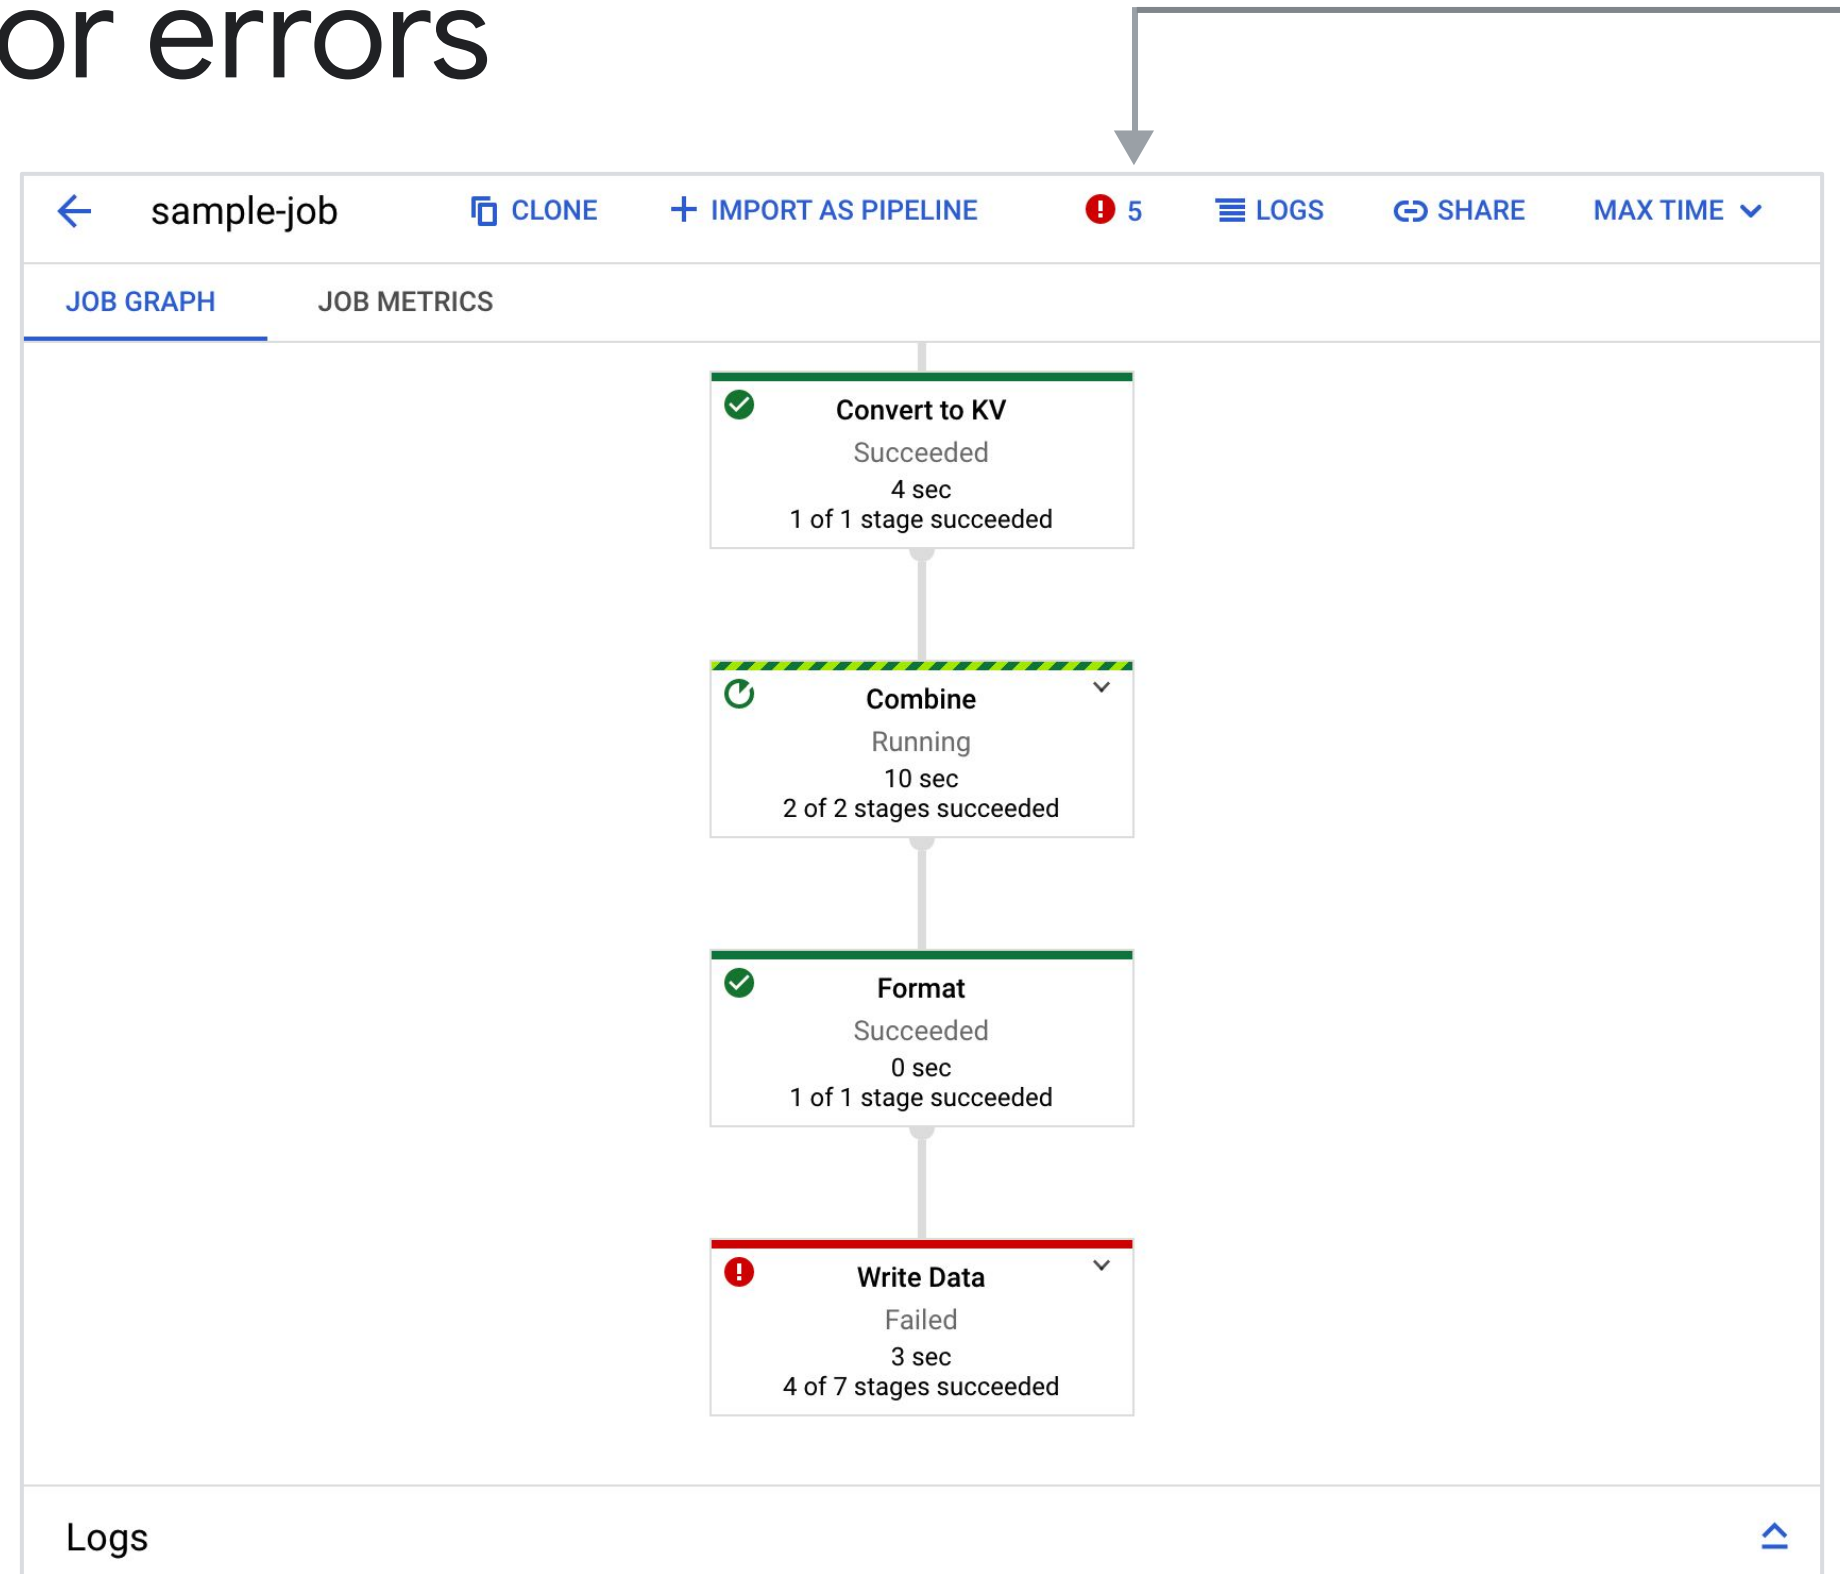 or errors
sample-job CLONE IMPORT AS PIPELINE 5 LOGS SHARE MAX TIME
JOB GRAPH JOB METRICS
Convert to KV
Succeeded
4 sec
1 of 1 stage succeeded
Combine
Running
10 sec
2 of 2 stages succeeded
Format
Succeeded
0 sec
1 of 1 stage succeeded
Write Data
Failed
3 sec
4 of 7 stages succeeded
Logs